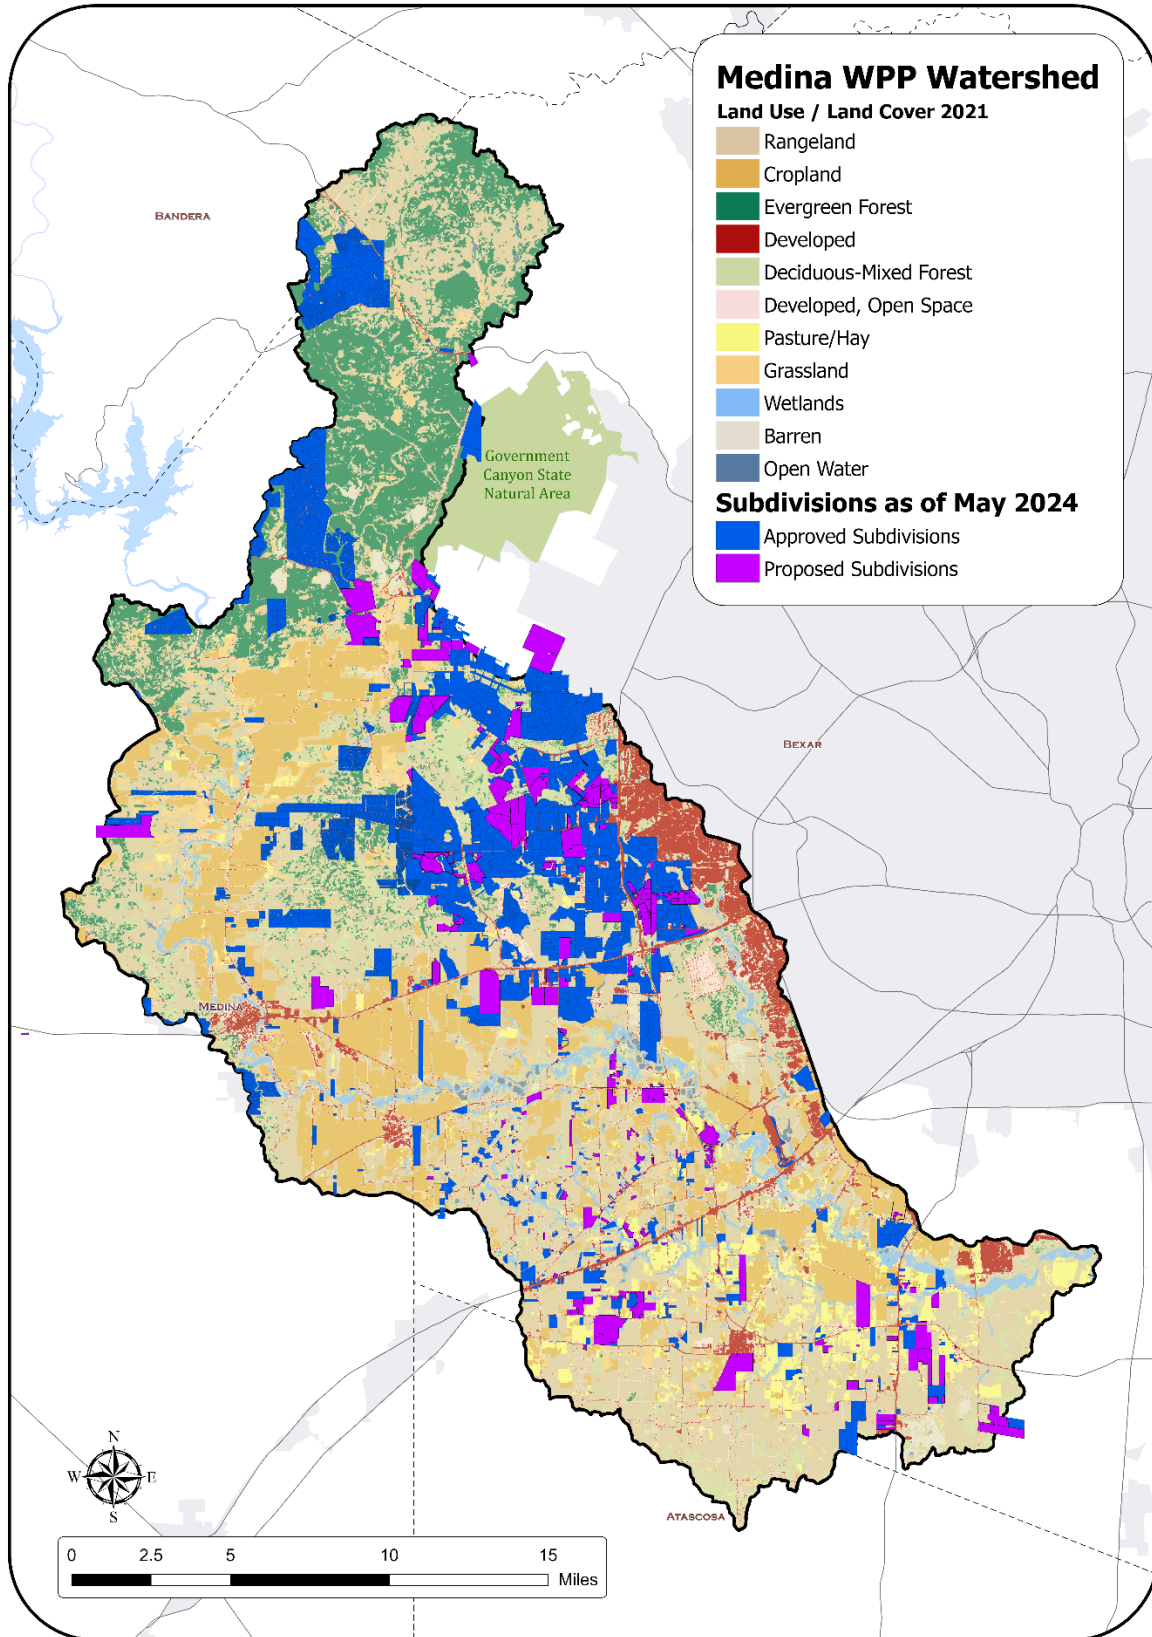 Medina WPP Watershed
Land Use / Land Cover 2021
Rangeland
Cropland
Evergreen Forest
Developed
Deciduous-Mixed Forest
Developed, Open Space
Pasture/Hay
Grassland
Wetlands
Barren
Open Water
Subdivisions as of May 2024
Approved Subdivisions
Proposed Subdivisions
BANDERA
Government
Canyon State
Natural Area
BEXAR
MEDINA
ATASCOSA
N
W E
S
0 2.5 5 10 15
Miles